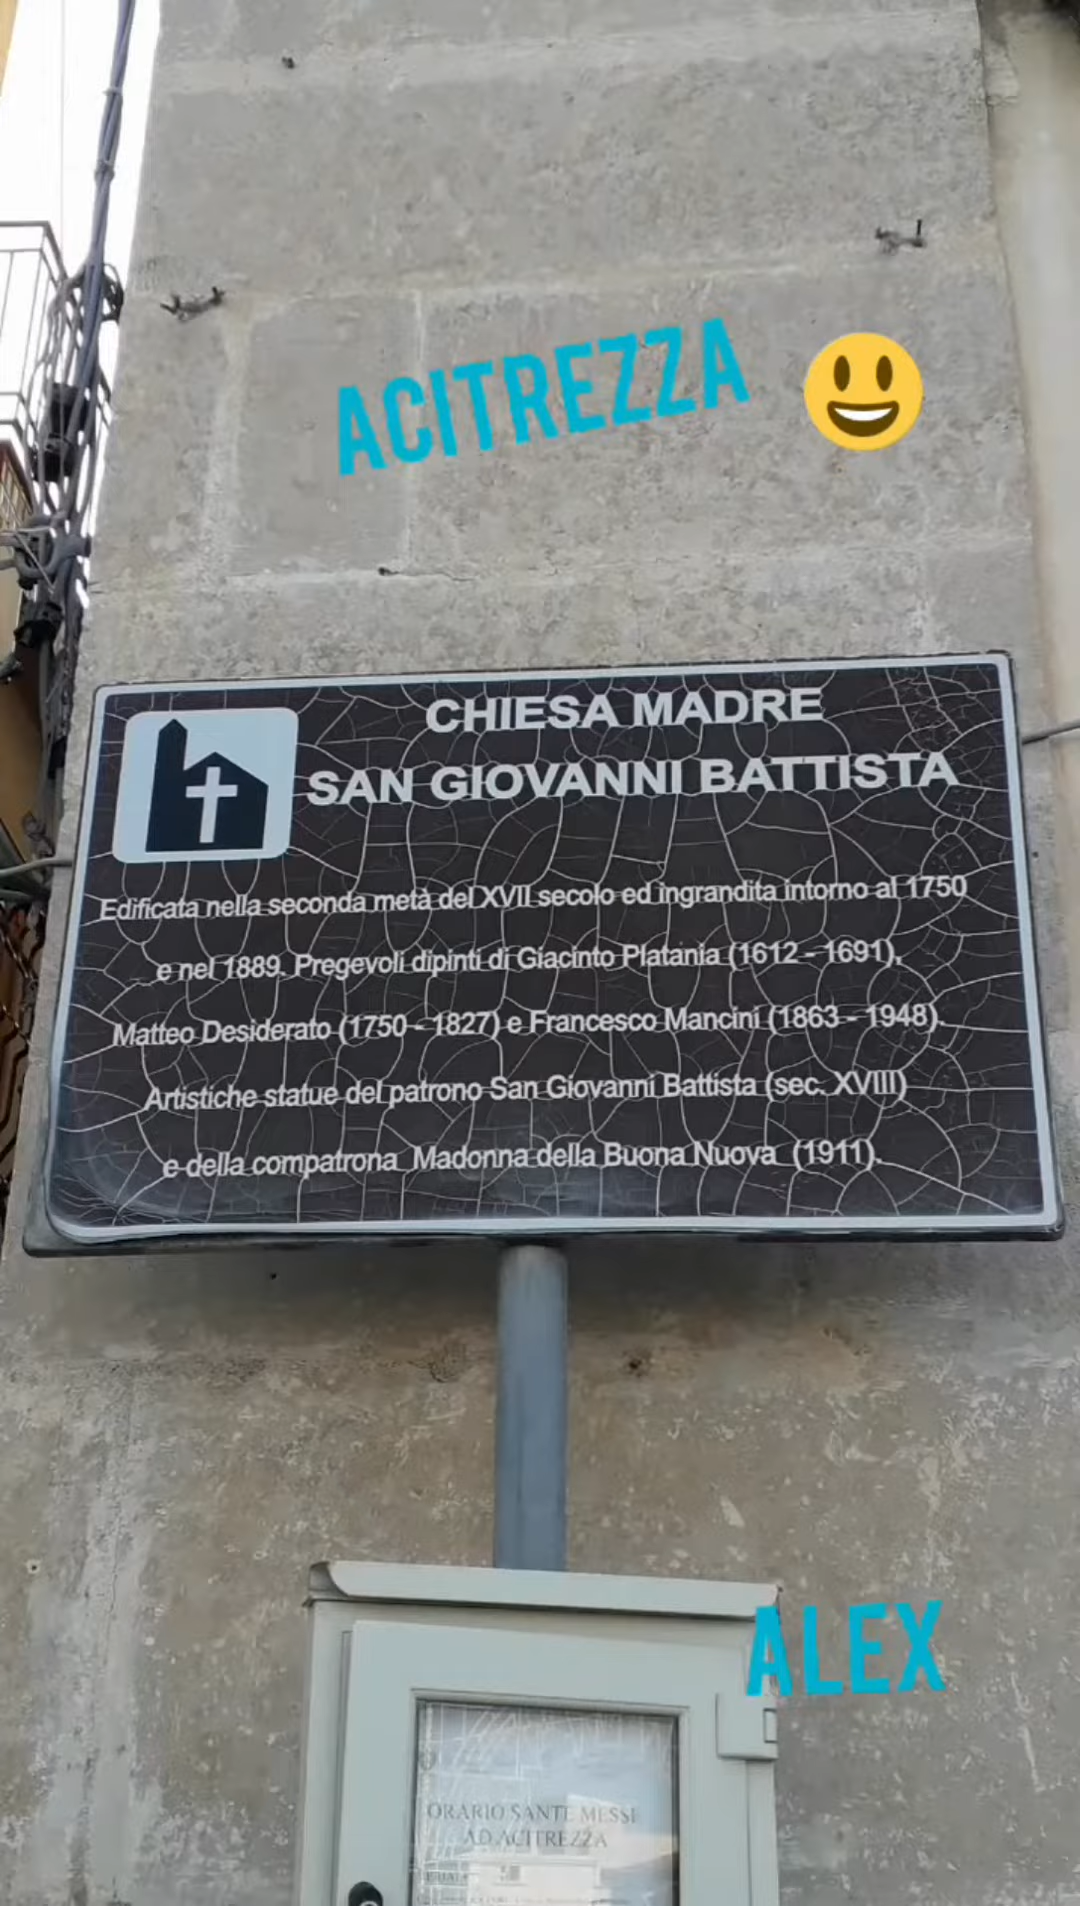 ACITREZZA
CHIESA MADRE
SAN GIOVANNI BATTISTA
Edificata nella seconda metà del XVII secolo ed ingrandita intorno al 1750
e nel 1889. Pregevoli dipinti di Giacinto Platania (1612 - 1691),
Matteo Desiderato (1750 - 1827) e Francesco Mancini (1863 - 1948).
Artistiche statue del patrono San Giovanni Battista (sec. XVIII)
e della compatrona Madonna della Buona Nuova (1911).
ALEX
ORARIO SANTE MESSE
AD ACITREZZA